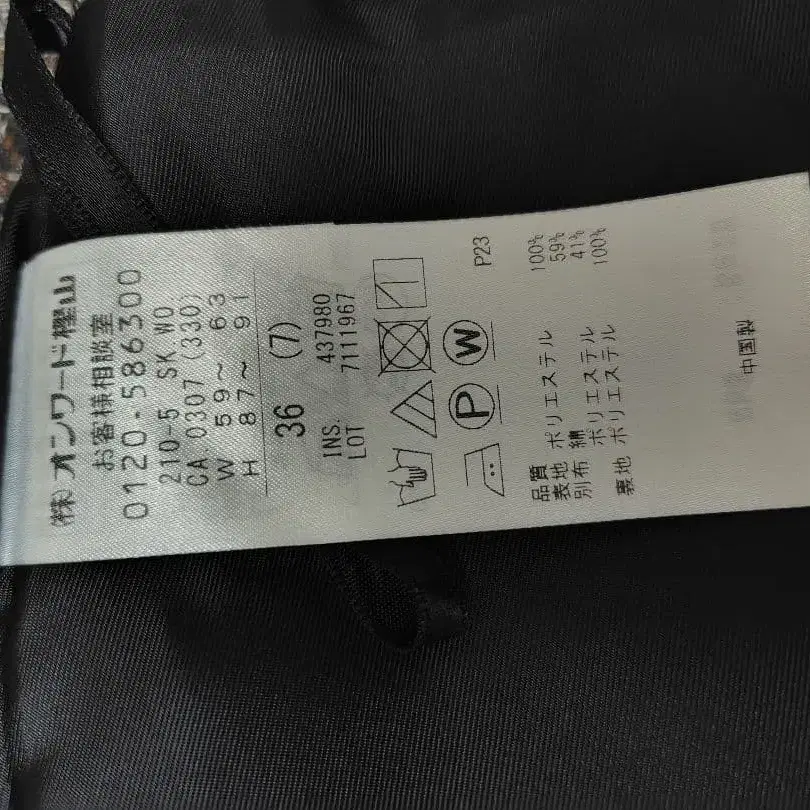 (株)オンワード樫山
お客様相談室
0120-586300
210-5 SK WO
CA 0307 (330)
W 59～ 63
H 87～ 91
36 (7)
INS. 437980
LOT 7111967
P W
P23
品質
表地 ポリエステル 100%
別布 綿 59%
ポリエステル 41%
裏地 ポリエステル 100%
中国製